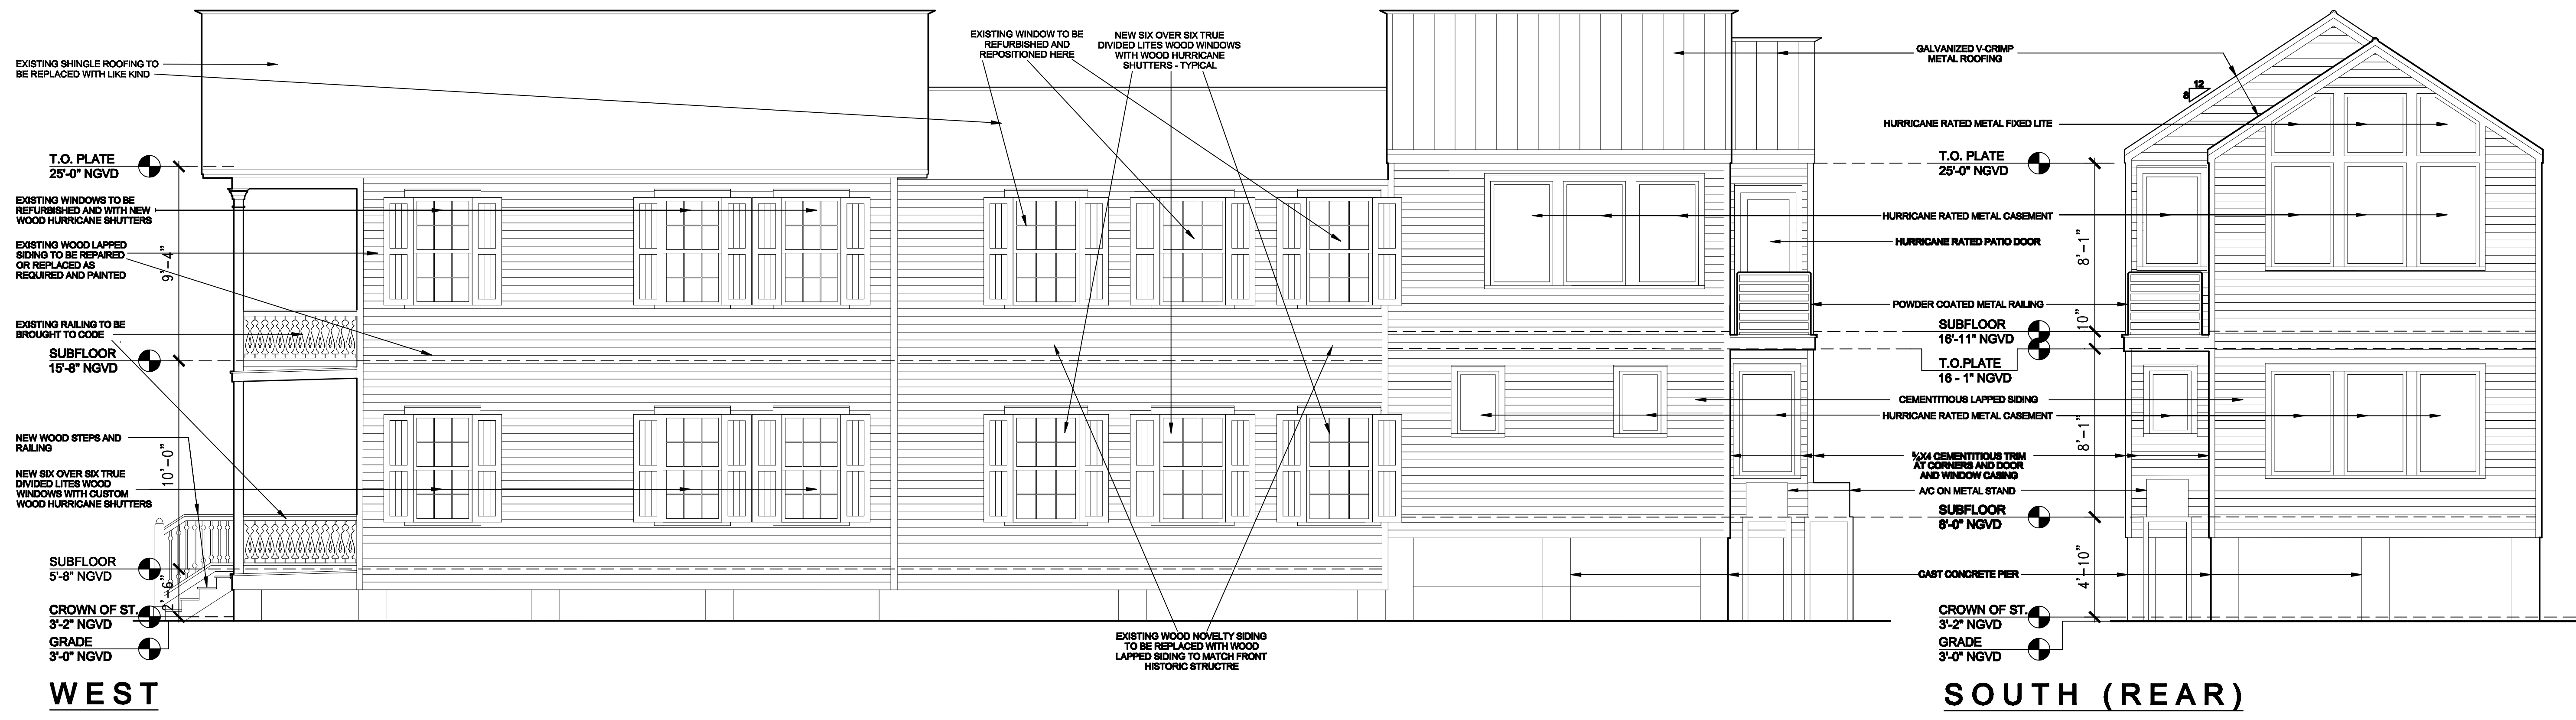 EXISTING SHINGLE ROOFING TO
BE REPLACED WITH LIKE KIND
T.O. PLATE
25'-0" NGVD
EXISTING WINDOWS TO BE
REFURBISHED AND WITH NEW
WOOD HURRICANE SHUTTERS
EXISTING WOOD LAPPED
SIDING TO BE REPAIRED
OR REPLACED AS
REQUIRED AND PAINTED
9'-4"
EXISTING RAILING TO BE
BROUGHT TO CODE
SUBFLOOR
15'-8" NGVD
NEW WOOD STEPS AND
RAILING
10'-0"
NEW SIX OVER SIX TRUE
DIVIDED LITES WOOD
WINDOWS WITH CUSTOM
WOOD HURRICANE SHUTTERS
SUBFLOOR
5'-8" NGVD
2'-6"
CROWN OF ST.
3'-2" NGVD
GRADE
3'-0" NGVD
WEST
EXISTING WINDOW TO BE
REFURBISHED AND
REPOSITIONED HERE
NEW SIX OVER SIX TRUE
DIVIDED LITES WOOD WINDOWS
WITH WOOD HURRICANE
SHUTTERS - TYPICAL
EXISTING WOOD NOVELTY SIDING
TO BE REPLACED WITH WOOD
LAPPED SIDING TO MATCH FRONT
HISTORIC STRUCTRE
GALVANIZED V-CRIMP
METAL ROOFING
12
8
HURRICANE RATED METAL FIXED LITE
T.O. PLATE
25'-0" NGVD
HURRICANE RATED METAL CASEMENT
HURRICANE RATED PATIO DOOR
8'-1"
POWDER COATED METAL RAILING
10"
SUBFLOOR
16'-11" NGVD
T.O.PLATE
16 - 1" NGVD
CEMENTITIOUS LAPPED SIDING
HURRICANE RATED METAL CASEMENT
8'-1"
X4 CEMENTITIOUS TRIM
AT CORNERS AND DOOR
AND WINDOW CASING
A/C ON METAL STAND
SUBFLOOR
8'-0" NGVD
CAST CONCRETE PIER
4'-10"
CROWN OF ST.
3'-2" NGVD
GRADE
3'-0" NGVD
SOUTH (REAR)